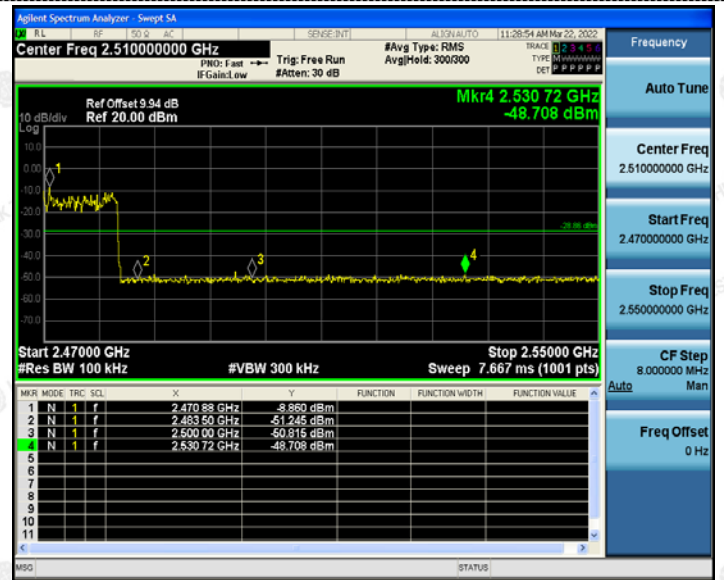 Agilent Spectrum Analyzer - Swept SA
RL RF 50 Ω AC SENSE:INT ALIGNAUTO 11:28:54 AM Mar 22, 2022
Center Freq 2.510000000 GHz
PNO: Fast
IFGain:Low
Trig: Free Run
#Atten: 30 dB
#Avg Type: RMS
Avg|Hold: 300/300
TRACE 1 2 3 4 5 6
TYPE M
DET P P P P P P
Ref Offset 9.94 dB
Ref 20.00 dBm
10 dB/div
Log
Mkr4 2.530 72 GHz
-48.708 dBm
10.0
0.00
-10.0
-20.0
-30.0
-40.0
-50.0
-60.0
-70.0
1
2
3
4
-28.86 dBm
Start 2.47000 GHz Stop 2.55000 GHz
#Res BW 100 kHz #VBW 300 kHz Sweep 7.667 ms (1001 pts)
MKR MODE TRC SCL X Y FUNCTION FUNCTION WIDTH FUNCTION VALUE
1 N 1 f 2.470 88 GHz -8.860 dBm
2 N 1 f 2.483 50 GHz -51.245 dBm
3 N 1 f 2.500 00 GHz -50.815 dBm
4 N 1 f 2.530 72 GHz -48.708 dBm
5
6
7
8
9
10
11
MSG STATUS
Frequency
Auto Tune
Center Freq
2.510000000 GHz
Start Freq
2.470000000 GHz
Stop Freq
2.550000000 GHz
CF Step
8.000000 MHz
Auto Man
Freq Offset
0 Hz